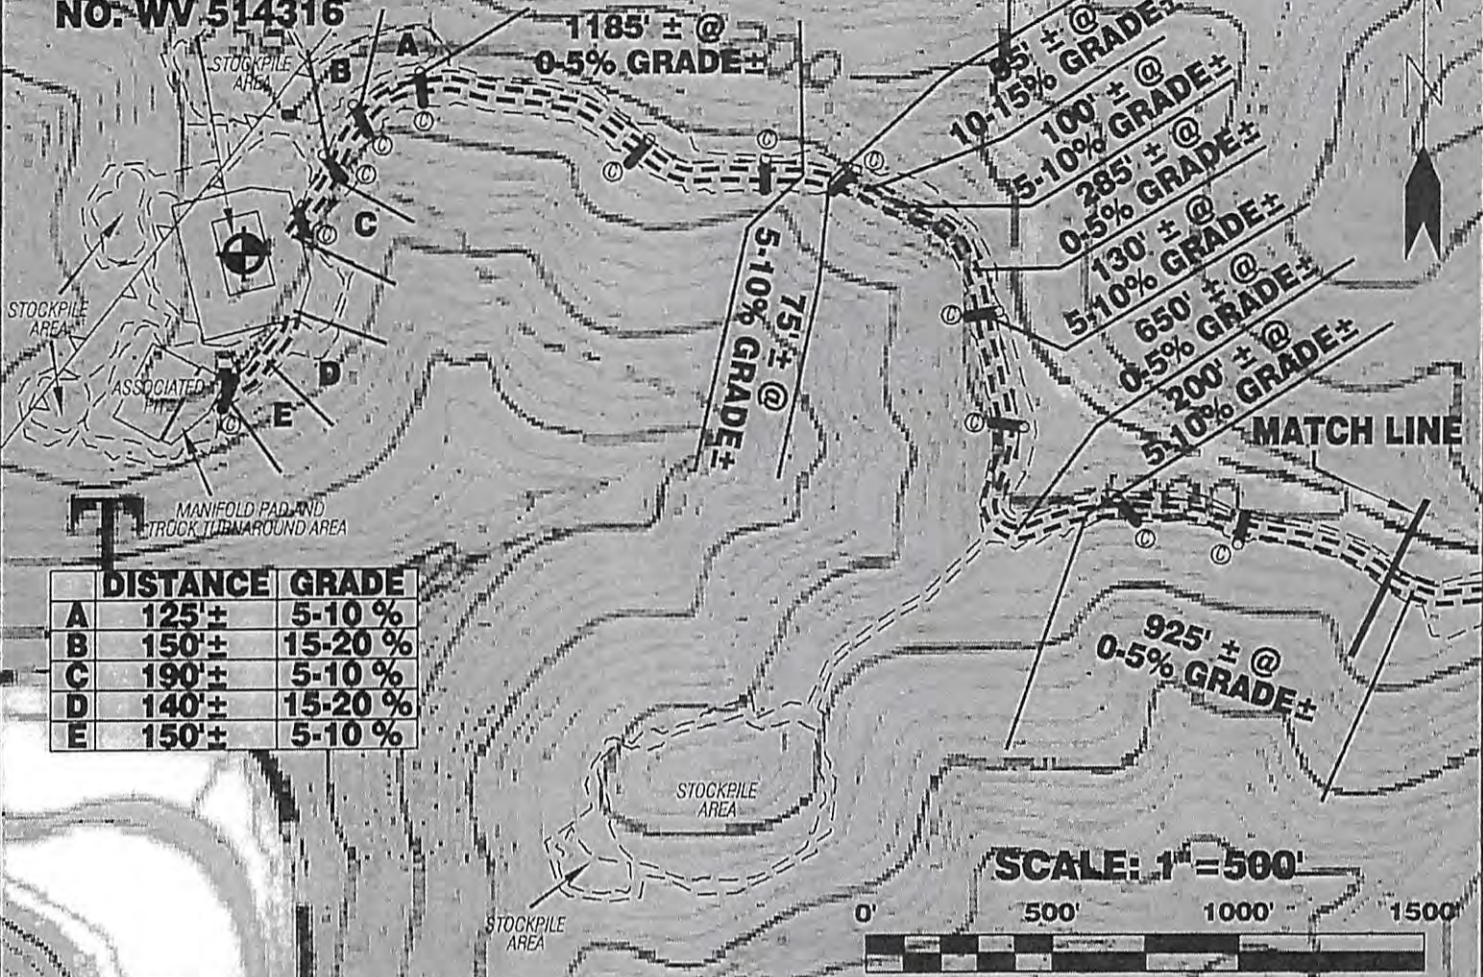 NO. WV 514316
STOCKPILE
AREA
A
B
1185' ± @
0-5% GRADE±
10-15% GRADE±
100' ± @
5-10% GRADE±
285' ± @
0-5% GRADE±
130' ± @
5-10% GRADE±
650' ± @
0-5% GRADE±
200' ± @
5-10% GRADE±
N
©
©
©
©
©
©
©
©
©
©
©
©
C
75' ± @
5-10% GRADE±
STOCKPILE
AREA
ASSOCIATED
PIT
D
E
MATCH LINE
MANIFOLD PAD AND
TRUCK TURNAROUND AREA
T
DISTANCE GRADE
A 125'± 5-10 %
B 150'± 15-20 %
C 190'± 5-10 %
D 140'± 15-20 %
E 150'± 5-10 %
925' ± @
0-5% GRADE±
STOCKPILE
AREA
STOCKPILE
AREA
SCALE: 1"=500'
0' 500' 1000' 1500'